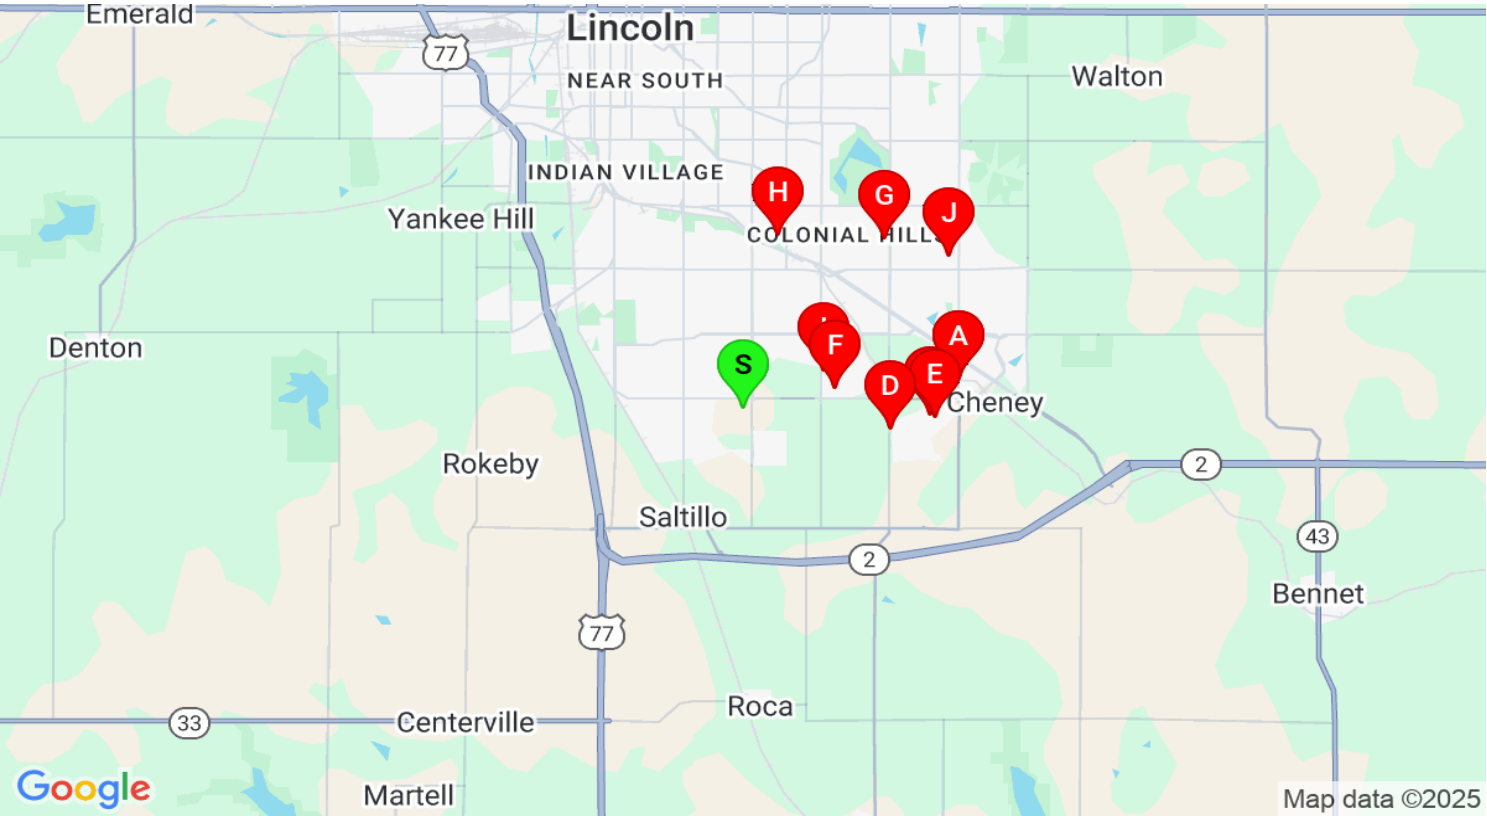 Emerald
Lincoln
77
NEAR SOUTH
Walton
INDIAN VILLAGE
H
G
J
Yankee Hill
COLONIAL HILLS
Denton
A
F
S
E
D
Cheney
Rokeby
2
Saltillo
43
2
Bennet
77
Roca
33
Centerville
Google
Martell
Map data ©2025